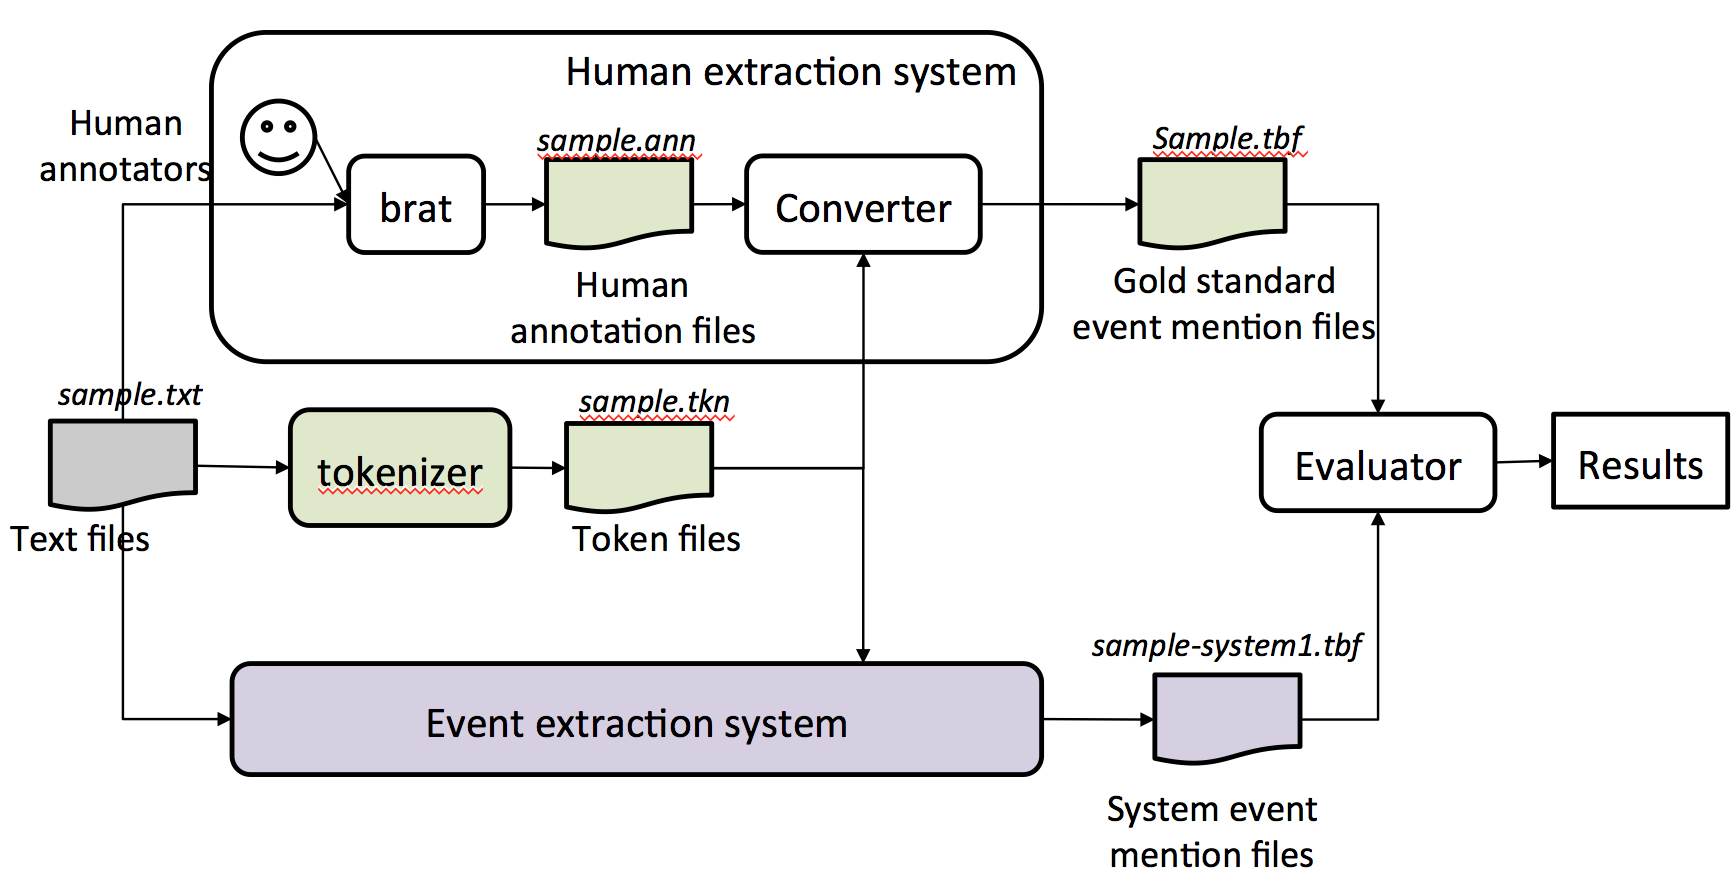 Human extraction system
Human
annotators
sample.ann
Sample.tbf
brat
Converter
Human
annotation files
Gold standard
event mention files
sample.txt
sample.tkn
tokenizer
Evaluator
Results
Text files
Token files
sample-system1.tbf
Event extraction system
System event
mention files